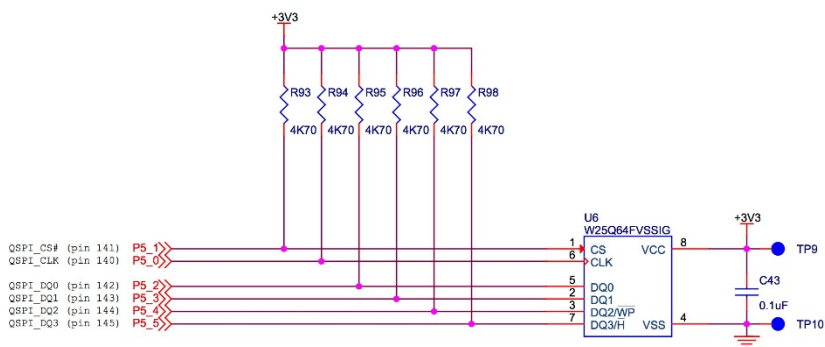 +3V3
R93 R94 R95 R96 R97 R98
4K70 4K70 4K70 4K70 4K70 4K70
U6
W25Q64FVSSIG
+3V3
QSPI_CS# (pin 141) P5_1 1 CS VCC 8 TP9
QSPI_CLK (pin 140) P5_0 6 CLK
C43
QSPI_DQ0 (pin 142) P5_2 5 DQ0
QSPI_DQ1 (pin 143) P5_3 2 DQ1
0.1uF
QSPI_DQ2 (pin 144) P5_4 3 DQ2/WP
QSPI_DQ3 (pin 145) P5_5 7 DQ3/H VSS 4 TP10